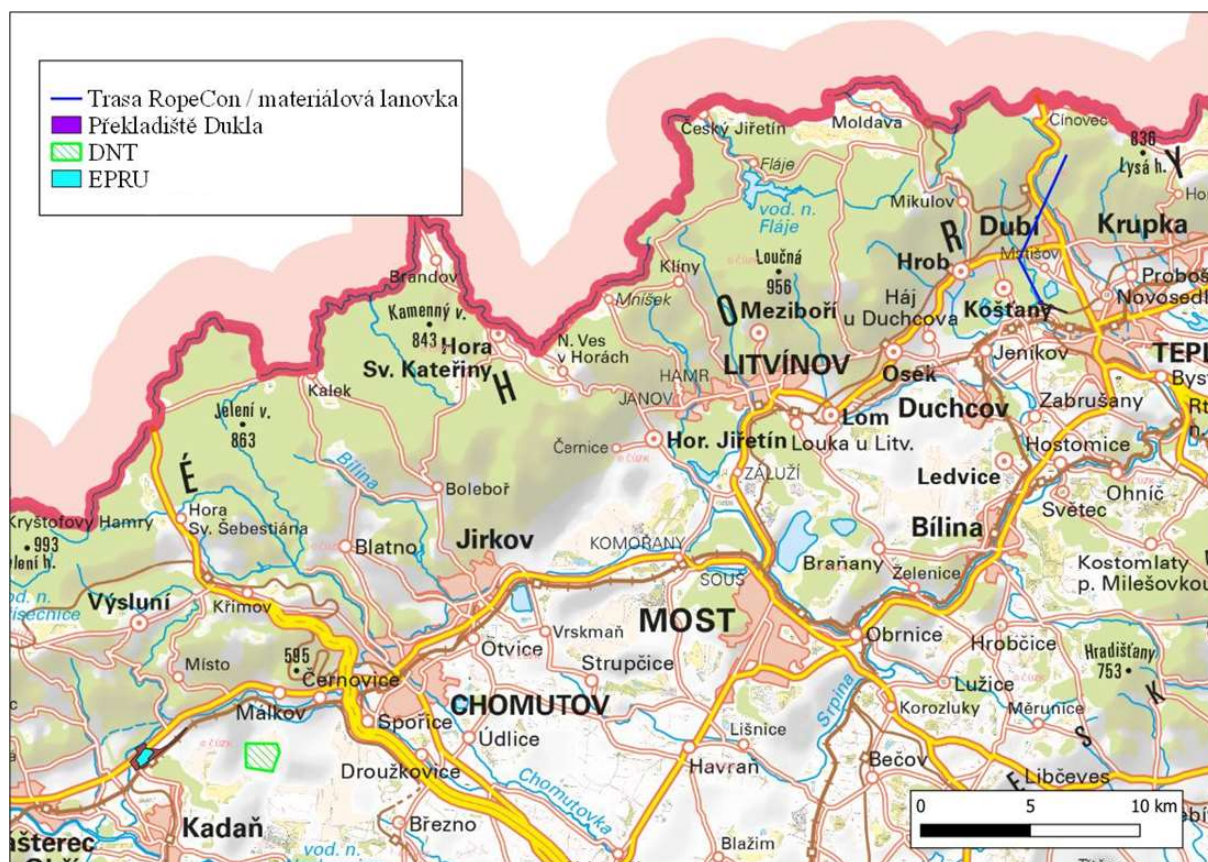 Trasa RopeCon / materiálová lanovka
Překladiště Dukla
DNT
EPRU
Český Jiřetín
Moldava
Cínovec
836
Lysá h.
Y
Fláje
vod. n.
Fláje
Mikulov
R
Dubí
Krupka
Mstišov
Hrob
Loučná
956
Klíny
Brandov
Mníšek
O
Meziboří
Háj
u Duchcova
Košťany
Novosedl
Kamenný v.
843
Hora
Sv. Kateřiny
N. Ves
v Horách
H
HAMR
LITVÍNOV
JANOV
Osek
Jeníkov
TEPL
Kalek
Jelení v.
863
Lom
Duchcov
Zabrušany
Louka u Litv.
Hostomice
Černice
Hor. Jiřetín
ZÁLUŽÍ
Ledvice
Ohníč
Světec
É
Bílina
Boleboř
Hora
Sv. Šebestiána
Kryštofovy Hamry
993
Jirkov
Blatno
KOMOŘANY
SOUŠ
Braňany
Bílina
Želenice
Kostomlaty
p. Milešovkou
Výsluní
Křimov
Vrskmaň
MOST
Obrnice
Hrobčice
Otvice
Strupčice
Místo
595
Černovice
Hradišťany
753
Málkov
CHOMUTOV
Srpina
Lužice
Měrunice
K
Spořice
Údlice
Lišnice
Korozluky
S
Droužkovice
Havraň
Bečov
E
Libčeves
Chomutovka
Kadaň
Březno
Blažim
vod. n.
0 5 10 km
© ČÚZK